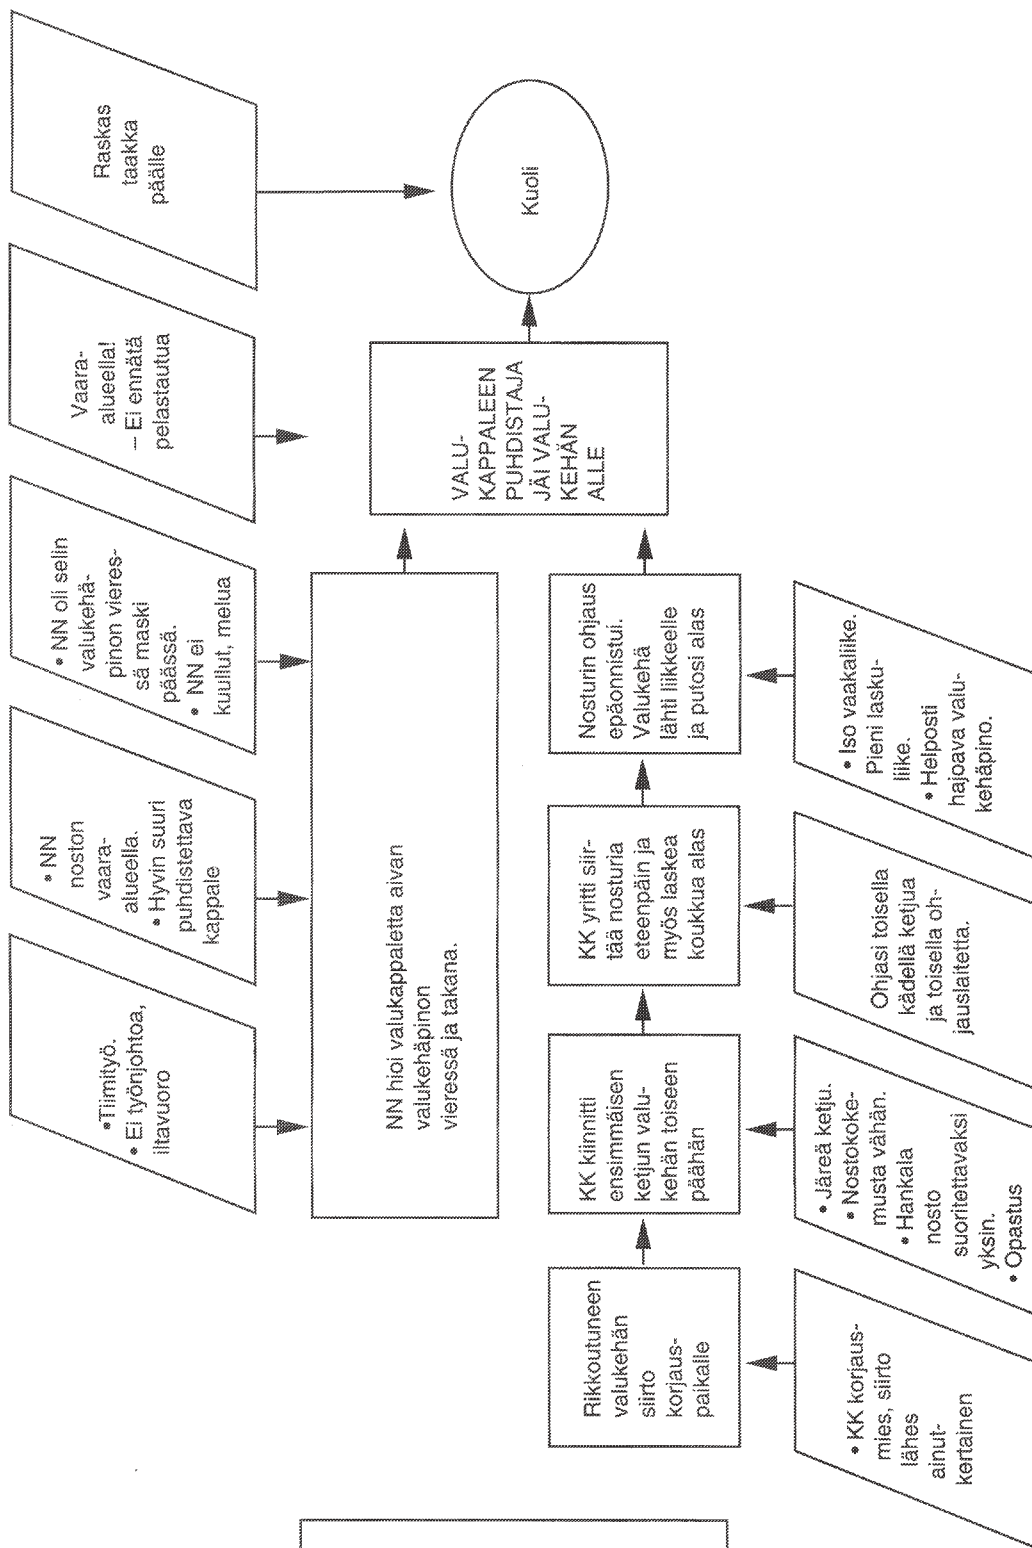 •Tiimityö.
• Ei työnjohtoa,
iltavuoro
• NN
noston
vaara-
alueella.
• Hyvin suuri
puhdistettava
kappale
• NN oli selin
valukehä-
pinon vieres-
sä maski
päässä.
• NN ei
kuullut, melua
Vaara-
alueella!
– Ei ennätä
pelastautua
Raskas
taakka
päälle
NN hioi valukappaletta aivan
valukehäpinon
vieressä ja takana.
VALU-
KAPPALEEN
PUHDISTAJA
JÄI VALU-
KEHÄN
ALLE
Kuoli
Rikkoutuneen
valukehän
siirto
korjaus-
paikalle
KK kiinnitti
ensimmäisen
ketjun valu-
kehän toiseen
päähän
KK yritti siir-
tää nosturia
eteenpäin ja
myös laskea
koukkua alas
Nosturin ohjaus
epäonnistui.
Valukehä
lähti liikkeelle
ja putosi alas
• KK korjaus-
mies, siirto
lähes
ainut-
kertainen
• Järeä ketju.
• Nostokoke-
musta vähän.
• Hankala
nosto
suoritettavaksi
yksin.
• Opastus
Ohjasi toisella
kädellä ketjua
ja toisella oh-
jauslaitetta.
• Iso vaakaliike.
Pieni lasku-
liike.
• Helposti
hajoava valu-
kehäpino.